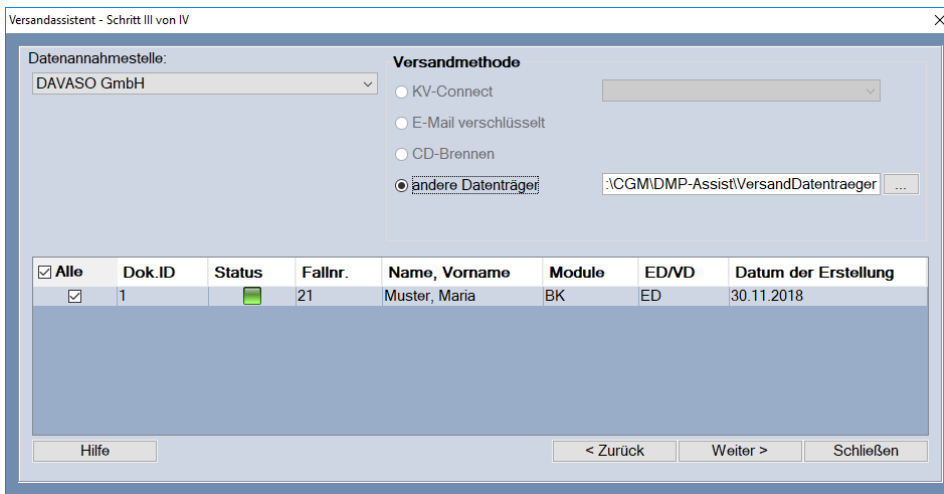 Versandassistent - Schritt III von IV
Datenannahmestelle:
DAVASO GmbH
Versandmethode
KV-Connect
E-Mail verschlüsselt
CD-Brennen
andere Datenträger
:\CGM\DMP-Assist\VersandDatentraeger
...
Alle Dok.ID Status Fallnr. Name, Vorname Module ED/VD Datum der Erstellung
1 21 Muster, Maria BK ED 30.11.2018
Hilfe < Zurück Weiter > Schließen